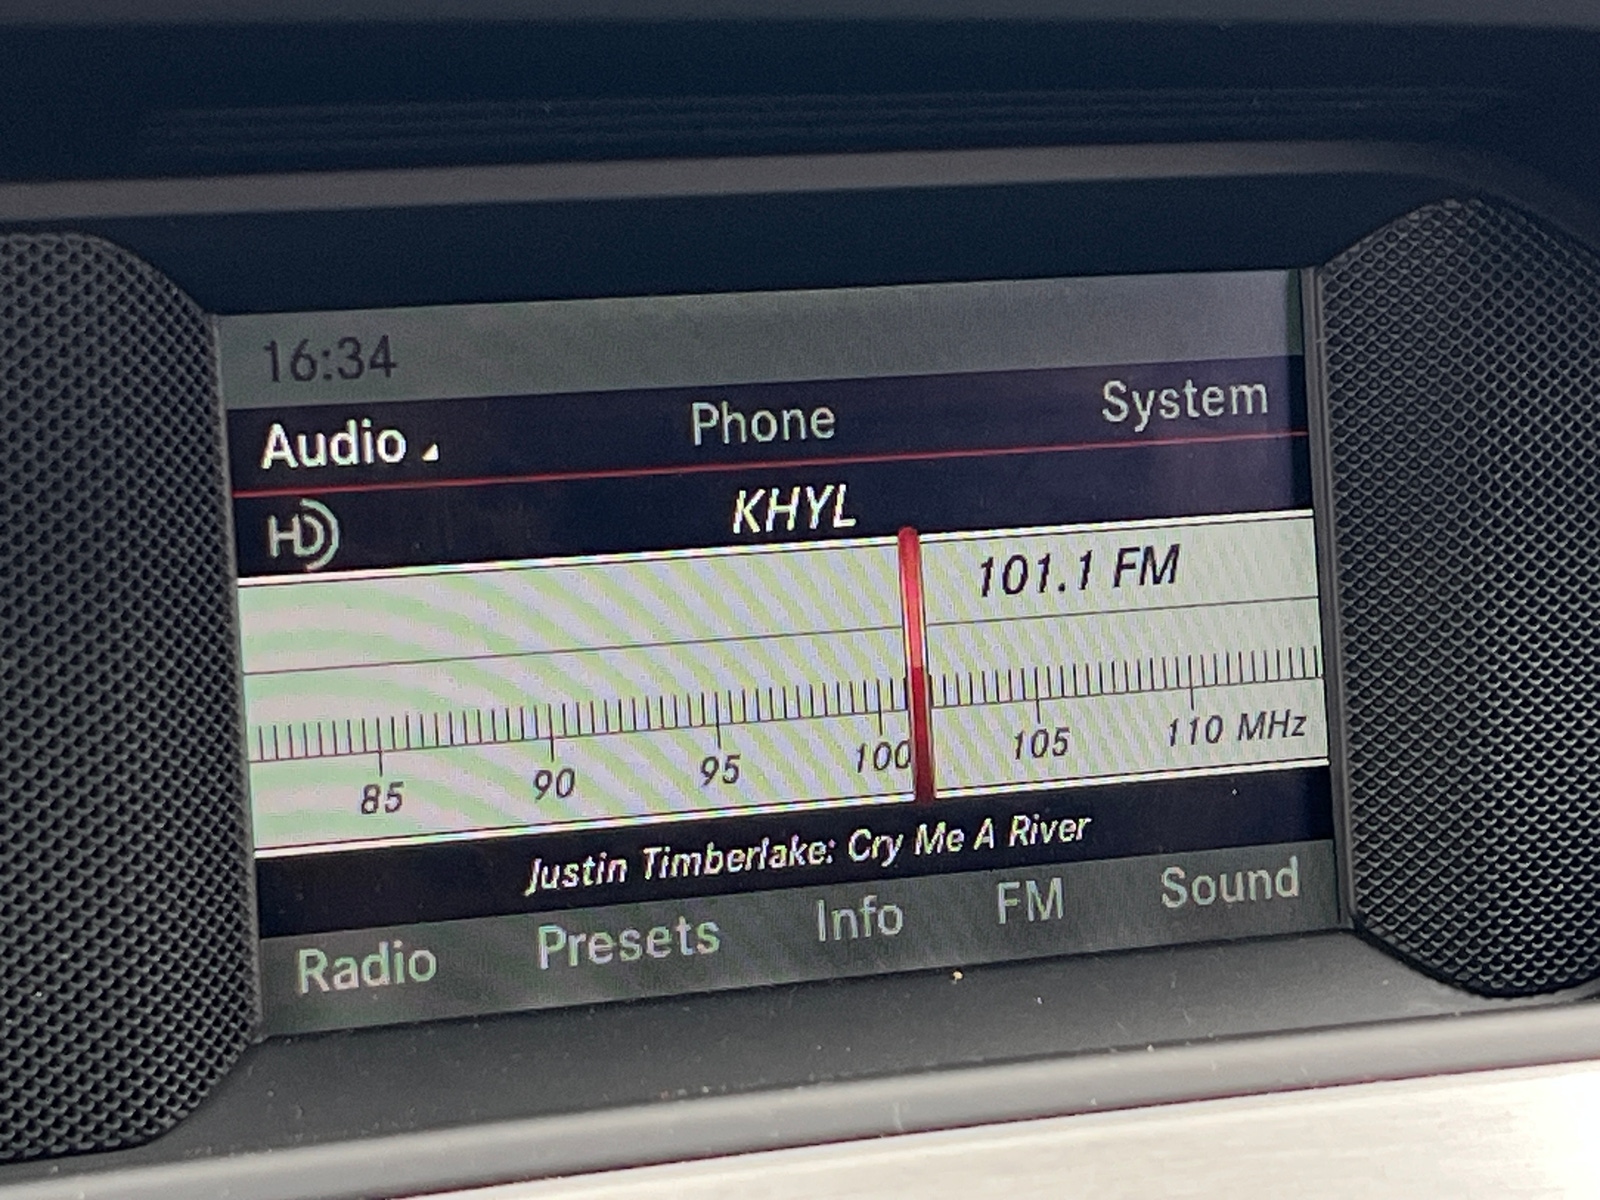 16:34
Audio Phone System
HD KHYL
101.1 FM
85 90 95 100 105 110 MHz
Justin Timberlake: Cry Me A River
Radio Presets Info FM Sound